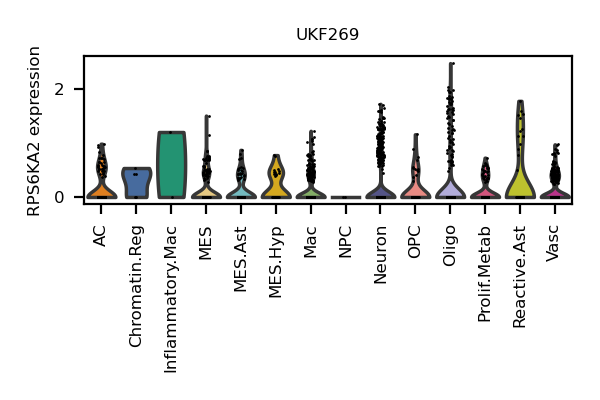 UKF269
RPS6KA2 expression
2
0
AC
Chromatin.Reg
Inflammatory.Mac
MES
MES.Ast
MES.Hyp
Mac
NPC
Neuron
OPC
Oligo
Prolif.Metab
Reactive.Ast
Vasc